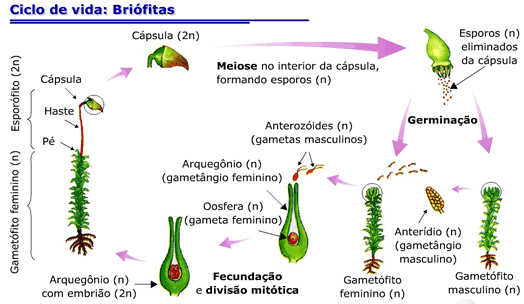 Ciclo de vida: Briófitas
Cápsula (2n)
Meiose no interior da cápsula,
formando esporos (n)
Esporos (n)
eliminados
da cápsula
Germinação
Esporófito (2n)
Cápsula
Haste
Pé
Gametófito feminino (n)
Anterozóides (n)
(gametas masculinos)
Arquegônio (n)
(gametângio feminino)
Oosfera (n)
(gameta feminino)
Anterídio (n)
(gametângio
masculino)
Arquegônio (n)
com embrião (2n)
Fecundação
e divisão mitótica
Gametófito
feminino (n)
Gametófito
masculino (n)